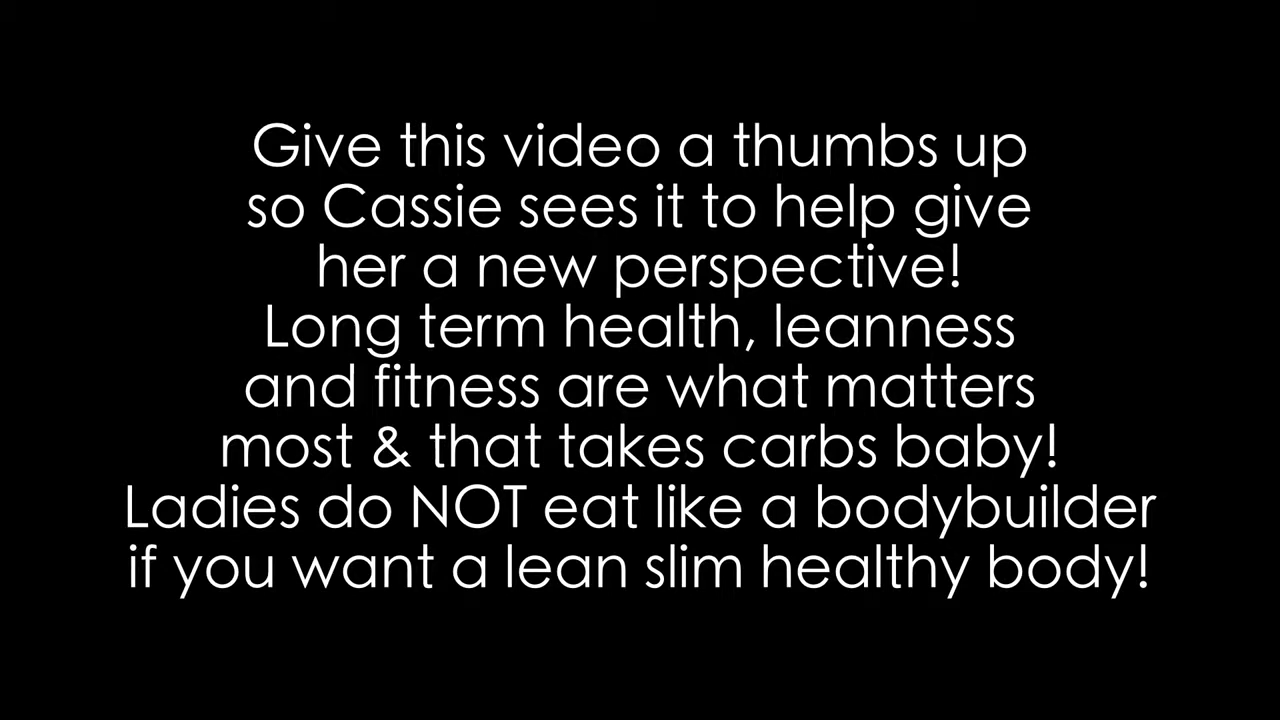 Give this video a thumbs up
so Cassie sees it to help give
her a new perspective!
Long term health, leanness
and fitness are what matters
most & that takes carbs baby!
Ladies do NOT eat like a bodybuilder
if you want a lean slim healthy body!